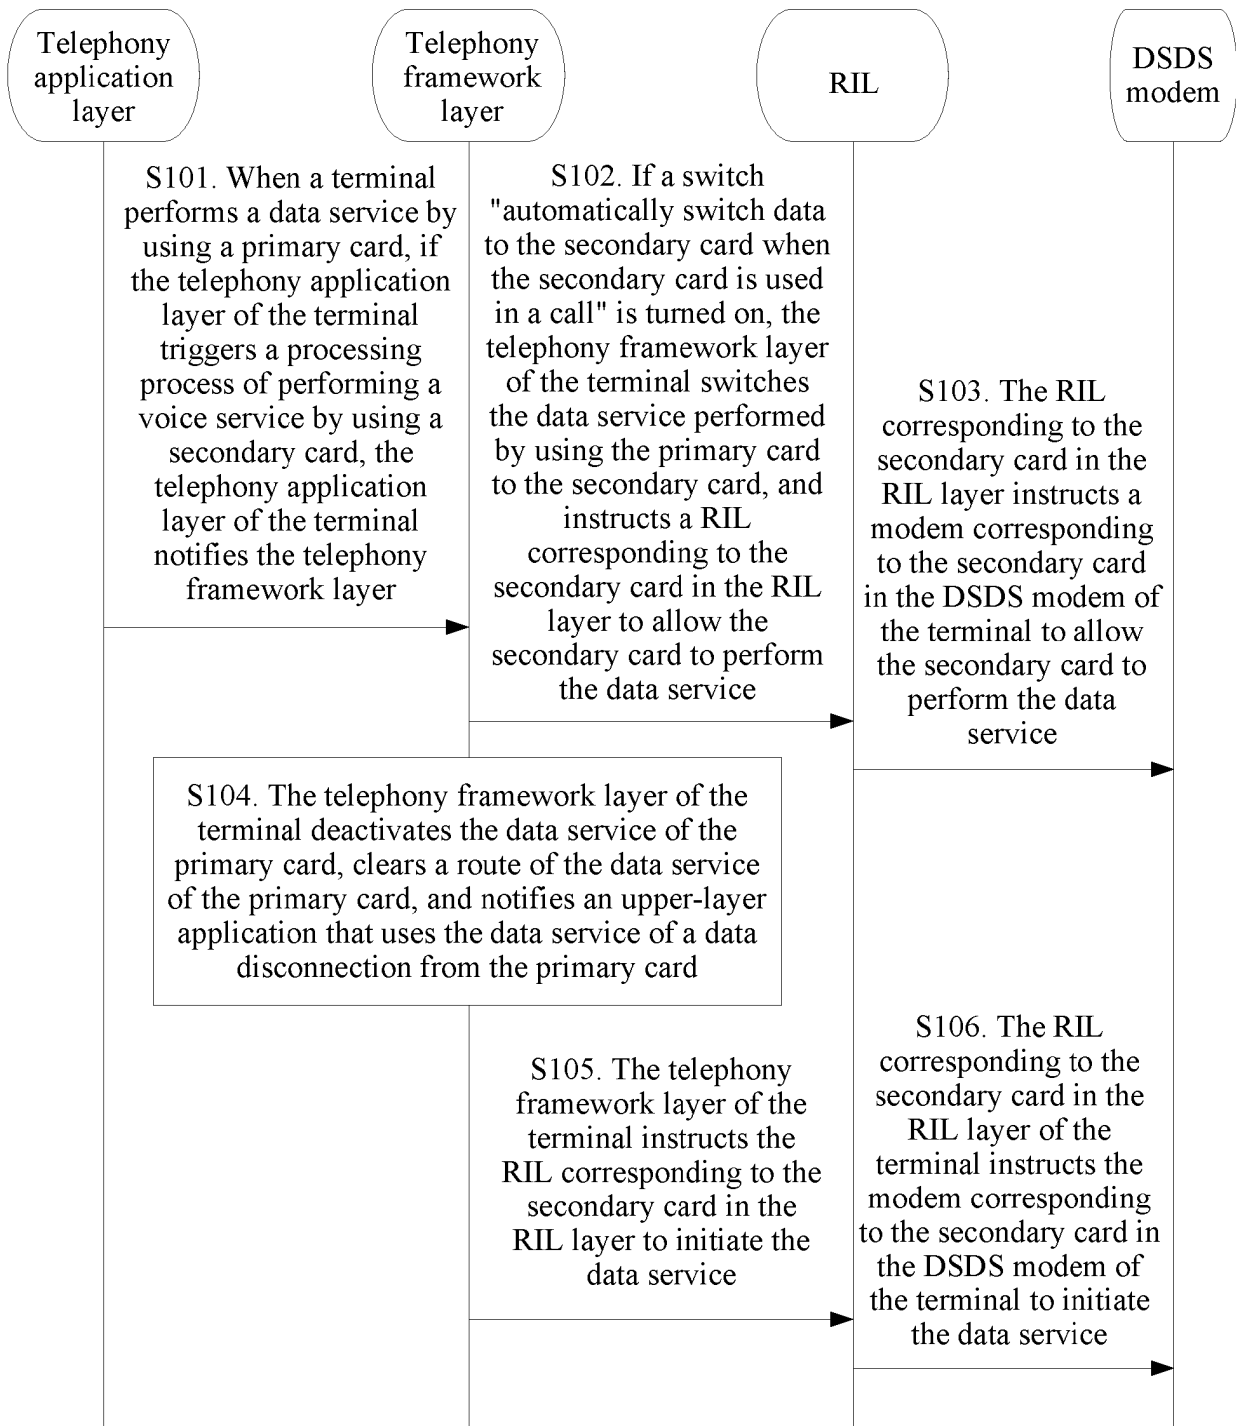 Telephony
application
layer
Telephony
framework
layer
RIL
DSDS
modem
S101. When a terminal
performs a data service by
using a primary card, if
the telephony application
layer of the terminal
triggers a processing
process of performing a
voice service by using a
secondary card, the
telephony application
layer of the terminal
notifies the telephony
framework layer
S102. If a switch
"automatically switch data
to the secondary card when
the secondary card is used
in a call" is turned on, the
telephony framework layer
of the terminal switches
the data service performed
by using the primary card
to the secondary card, and
instructs a RIL
corresponding to the
secondary card in the RIL
layer to allow the
secondary card to perform
the data service
S103. The RIL
corresponding to the
secondary card in the
RIL layer instructs a
modem corresponding
to the secondary card
in the DSDS modem of
the terminal to allow
the secondary card to
perform the data
service
S104. The telephony framework layer of the
terminal deactivates the data service of the
primary card, clears a route of the data service
of the primary card, and notifies an upper-layer
application that uses the data service of a data
disconnection from the primary card
S105. The telephony
framework layer of the
terminal instructs the
RIL corresponding to the
secondary card in the
RIL layer to initiate the
data service
S106. The RIL
corresponding to the
secondary card in the
RIL layer of the
terminal instructs the
modem corresponding
to the secondary card in
the DSDS modem of
the terminal to initiate
the data service